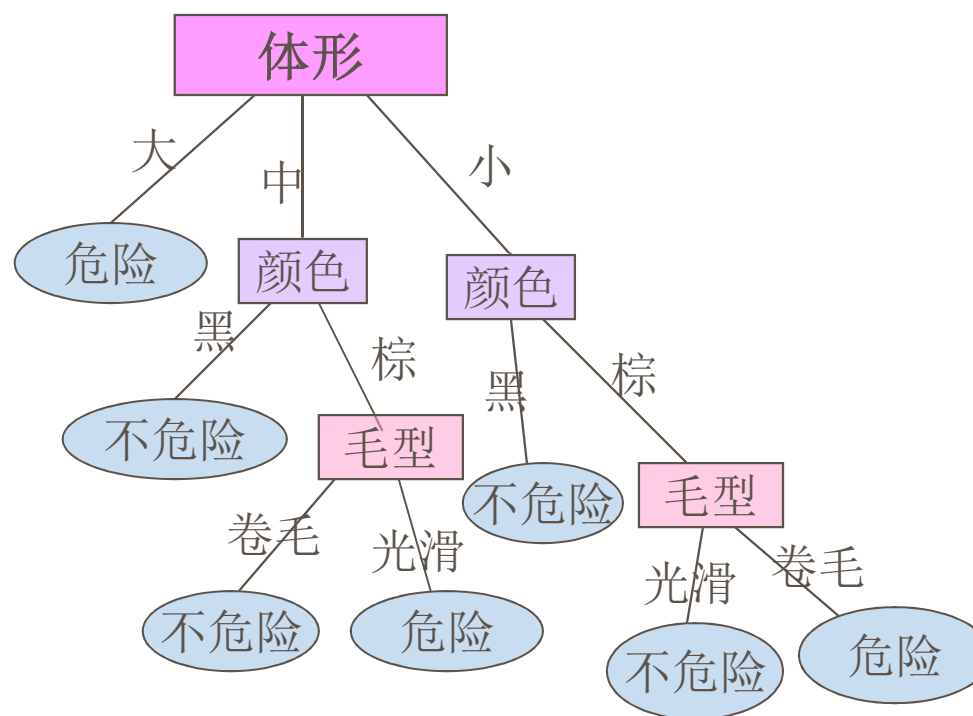 体形
大
中
小
危险
颜色
颜色
黑
棕
黑
棕
不危险
毛型
不危险
毛型
卷毛
光滑
光滑
卷毛
不危险
危险
不危险
危险